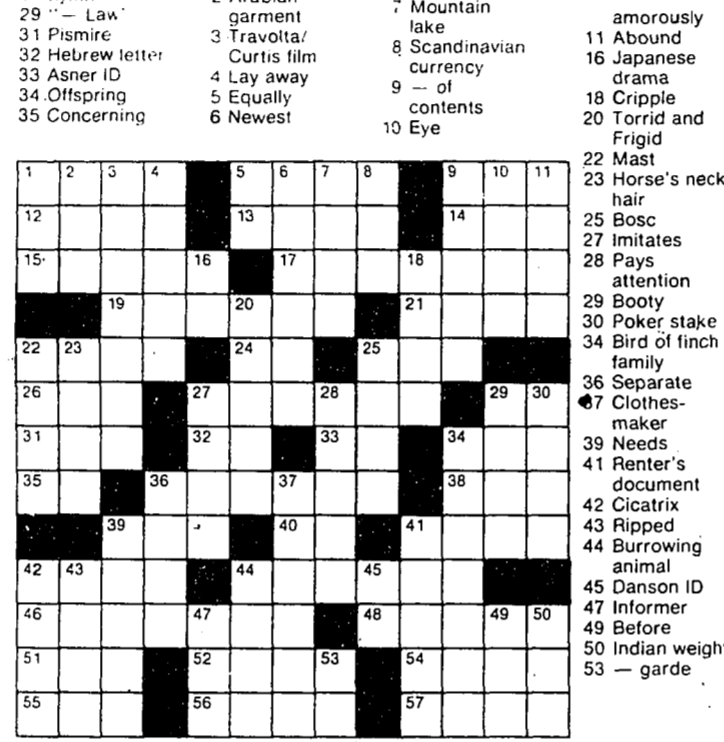 29 "— Law"
31 Pismire
32 Hebrew letter
33 Asner ID
34 Offspring
35 Concerning
garment
3 Travolta/
Curtis film
4 Lay away
5 Equally
6 Newest
7 Mountain
lake
8 Scandinavian
currency
9 — of
contents
10 Eye
amorously
11 Abound
16 Japanese
drama
18 Cripple
20 Torrid and
Frigid
22 Mast
23 Horse's neck
hair
25 Bosc
27 Imitates
28 Pays
attention
29 Booty
30 Poker stake
34 Bird of finch
family
36 Separate
37 Clothes-
maker
39 Needs
41 Renter's
document
42 Cicatrix
43 Ripped
44 Burrowing
animal
45 Danson ID
47 Informer
49 Before
50 Indian weigh
53 — garde
1 2 3 4 5 6 7 8 9 10 11
12 13 14
15 16 17 18
19 20 21
22 23 24 25
26 27 28 29 30
31 32 33 34
35 36 37 38
39 40 41
42 43 44 45
46 47 48 49 50
51 52 53 54
55 56 57